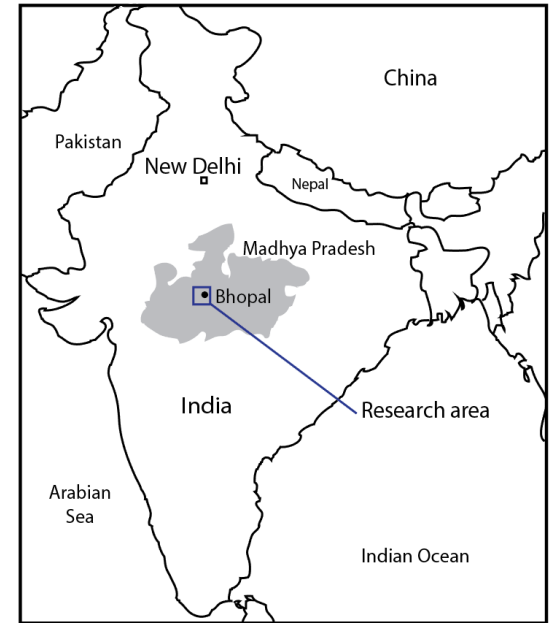 China
Pakistan
New Delhi
Nepal
Madhya Pradesh
Bhopal
India
Research area
Arabian
Sea
Indian Ocean